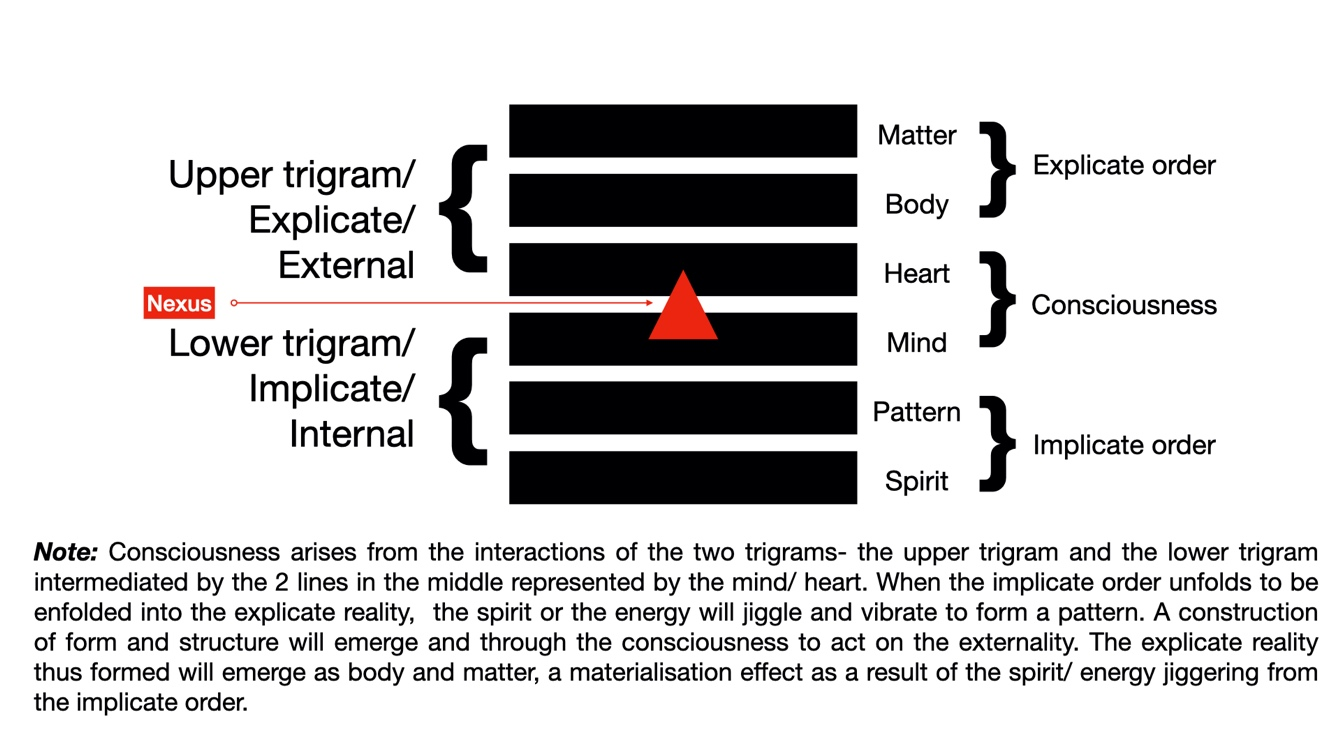 Upper trigram/
Explicate/
External
Nexus
Lower trigram/
Implicate/
Internal
Matter
Body
Heart
Mind
Pattern
Spirit
Explicate order
Consciousness
Implicate order
Note: Consciousness arises from the interactions of the two trigrams- the upper trigram and the lower trigram
intermediated by the 2 lines in the middle represented by the mind/ heart. When the implicate order unfolds to be
enfolded into the explicate reality, the spirit or the energy will jiggle and vibrate to form a pattern. A construction
of form and structure will emerge and through the consciousness to act on the externality. The explicate reality
thus formed will emerge as body and matter, a materialisation effect as a result of the spirit/ energy jiggering from
the implicate order.